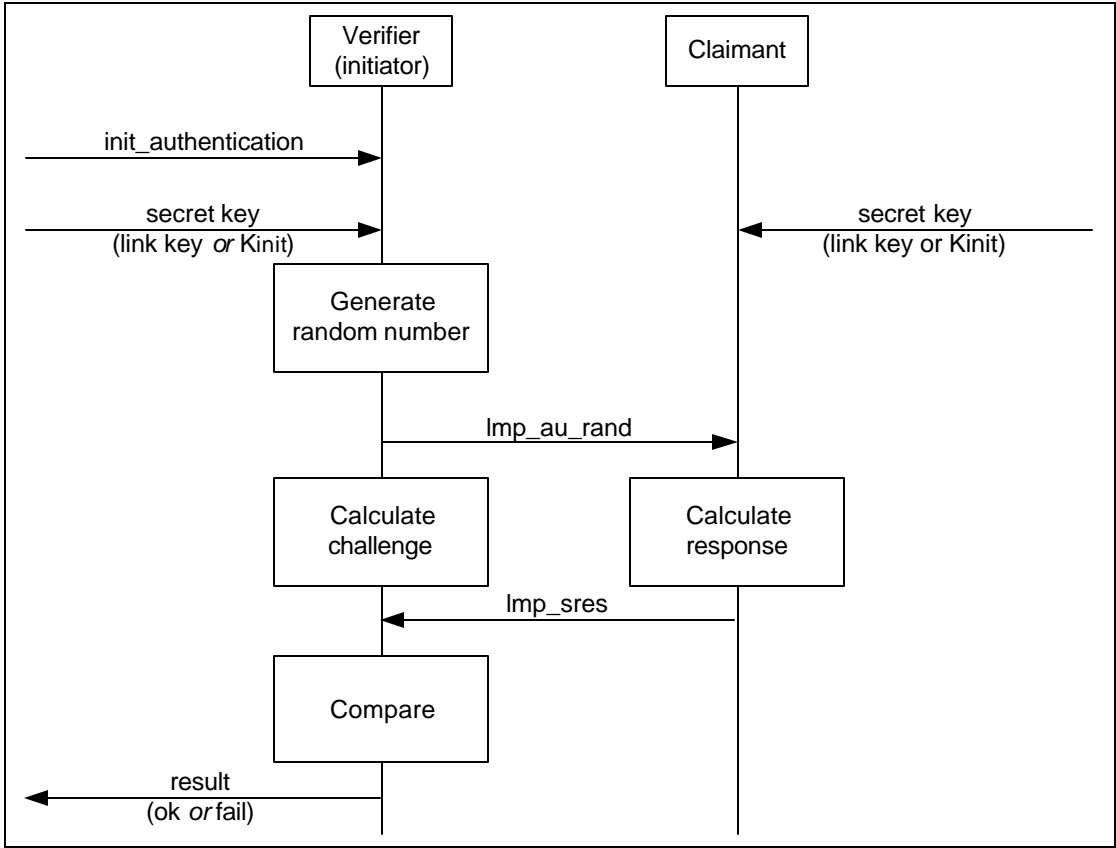 Verifier
(initiator)
Claimant
init_authentication
secret key
(link key or Kinit)
secret key
(link key or Kinit)
Generate
random number
lmp_au_rand
Calculate
challenge
Calculate
response
lmp_sres
Compare
result
(ok or fail)